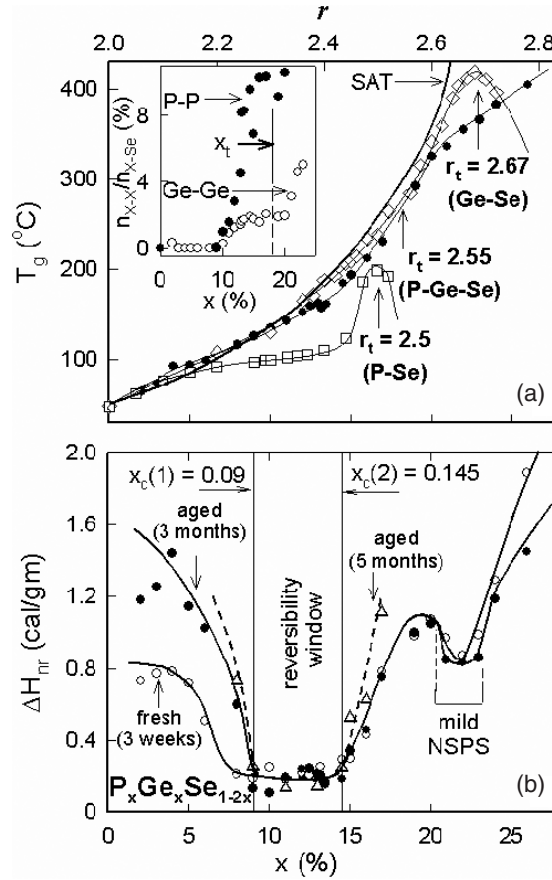 r
2.0 2.2 2.4 2.6 2.8
400
300
200
100
T_g (°C)
SAT
8
4
0
n_X-X/n_X-Se (%)
P-P
x_t
Ge-Ge
0 10 20
x (%)
r_t = 2.67
(Ge-Se)
r_t = 2.55
(P-Ge-Se)
r_t = 2.5
(P-Se)
(a)
2.0
1.6
1.2
0.8
0.4
0
ΔH_nr (cal/gm)
x_c(1) = 0.09
x_c(2) = 0.145
aged
(3 months)
aged
(5 months)
reversibility
window
fresh
(3 weeks)
mild
NSPS
P_xGe_xSe_1-2x
(b)
0 5 10 15 20 25
x (%)